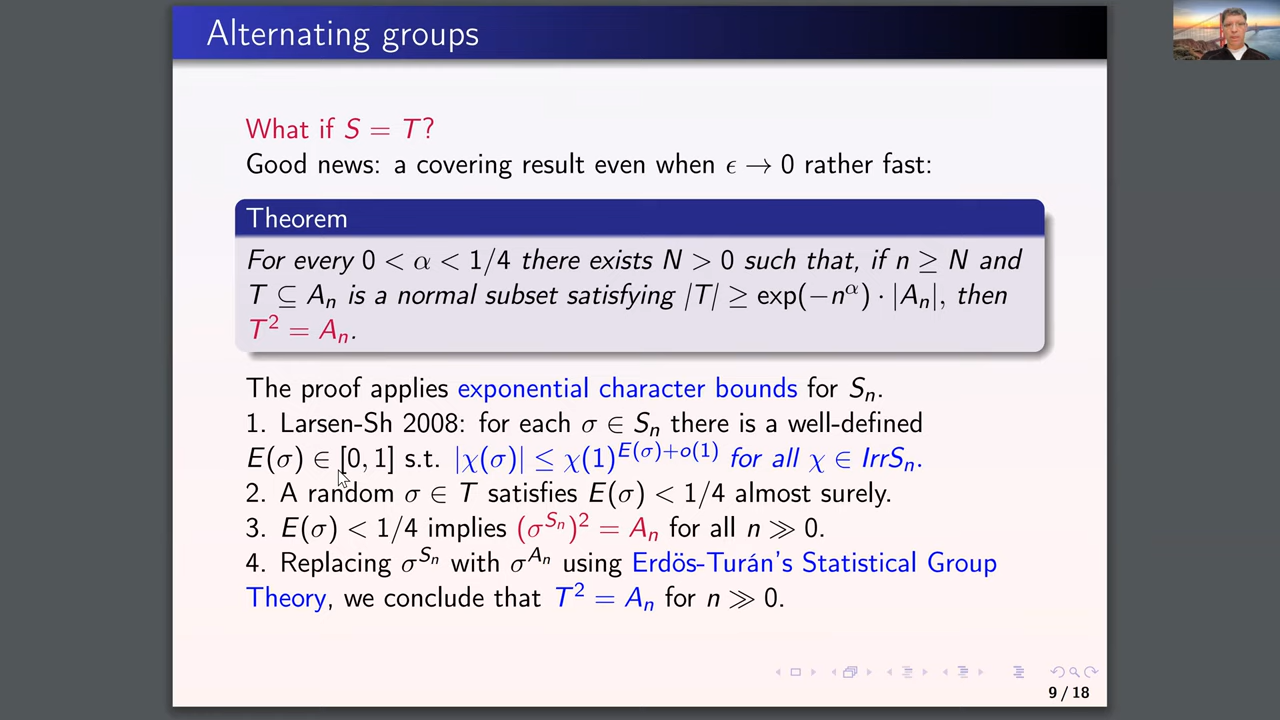 Alternating groups
What if S = T?
Good news: a covering result even when ϵ → 0 rather fast:
Theorem
For every 0 < α < 1/4 there exists N > 0 such that, if n ≥ N and
T ⊆ Aₙ is a normal subset satisfying |T| ≥ exp(−n^α) · |Aₙ|, then
T² = Aₙ.
The proof applies exponential character bounds for Sₙ.
1. Larsen-Sh 2008: for each σ ∈ Sₙ there is a well-defined
E(σ) ∈ [0, 1] s.t. |χ(σ)| ≤ χ(1)^{E(σ)+o(1)} for all χ ∈ IrrSₙ.
2. A random σ ∈ T satisfies E(σ) < 1/4 almost surely.
3. E(σ) < 1/4 implies (σ^{Sₙ})² = Aₙ for all n ≫ 0.
4. Replacing σ^{Sₙ} with σ^{Aₙ} using Erdös-Turán's Statistical Group
Theory, we conclude that T² = Aₙ for n ≫ 0.
9 / 18